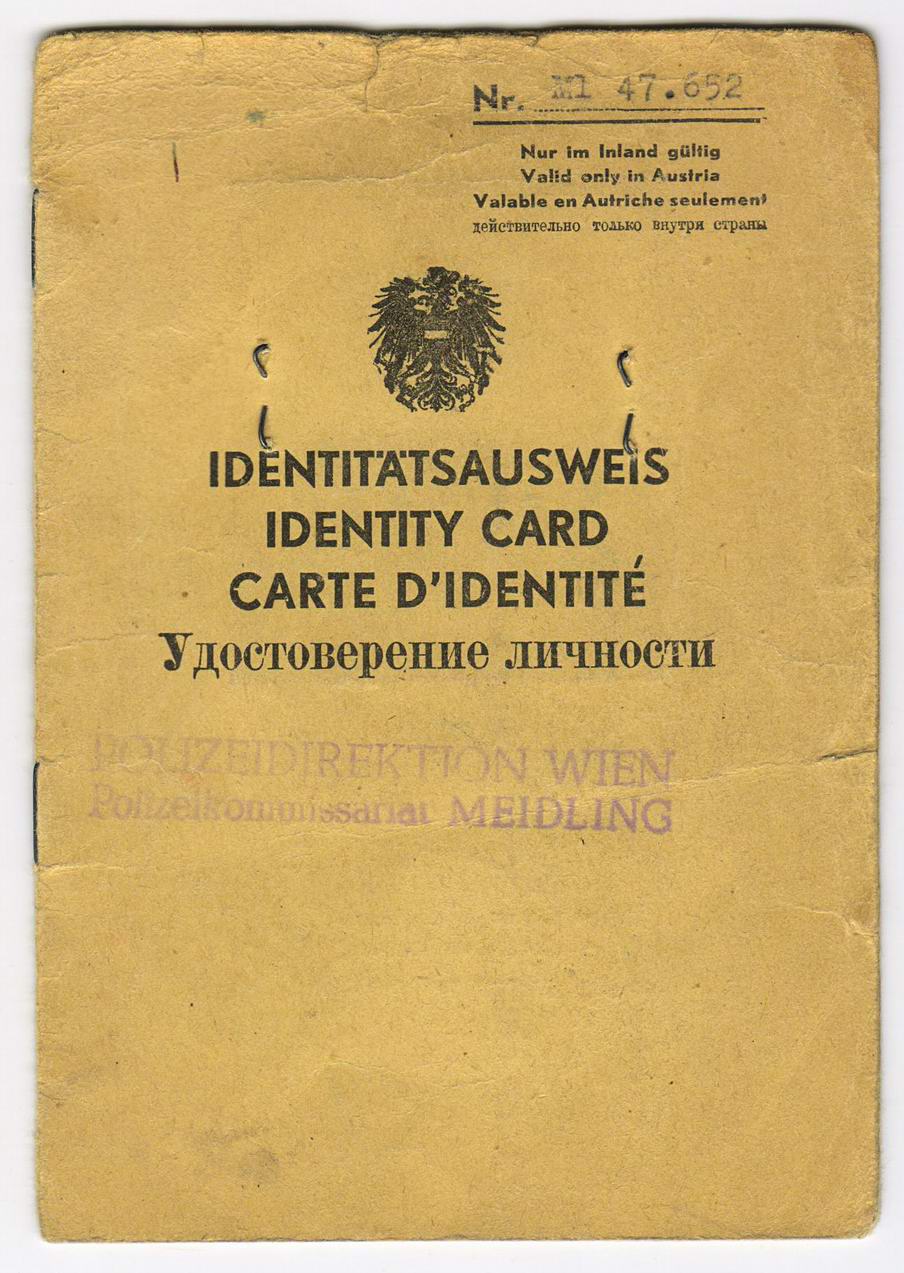 Nr. M1 47.652
Nur im Inland gültig
Valid only in Austria
Valable en Autriche seulement
действительно только внутри страны
IDENTITÄTSAUSWEIS
IDENTITY CARD
CARTE D'IDENTITÉ
Удостоверение личности
POLIZEIDIREKTION WIEN
Polizeikommissariat MEIDLING